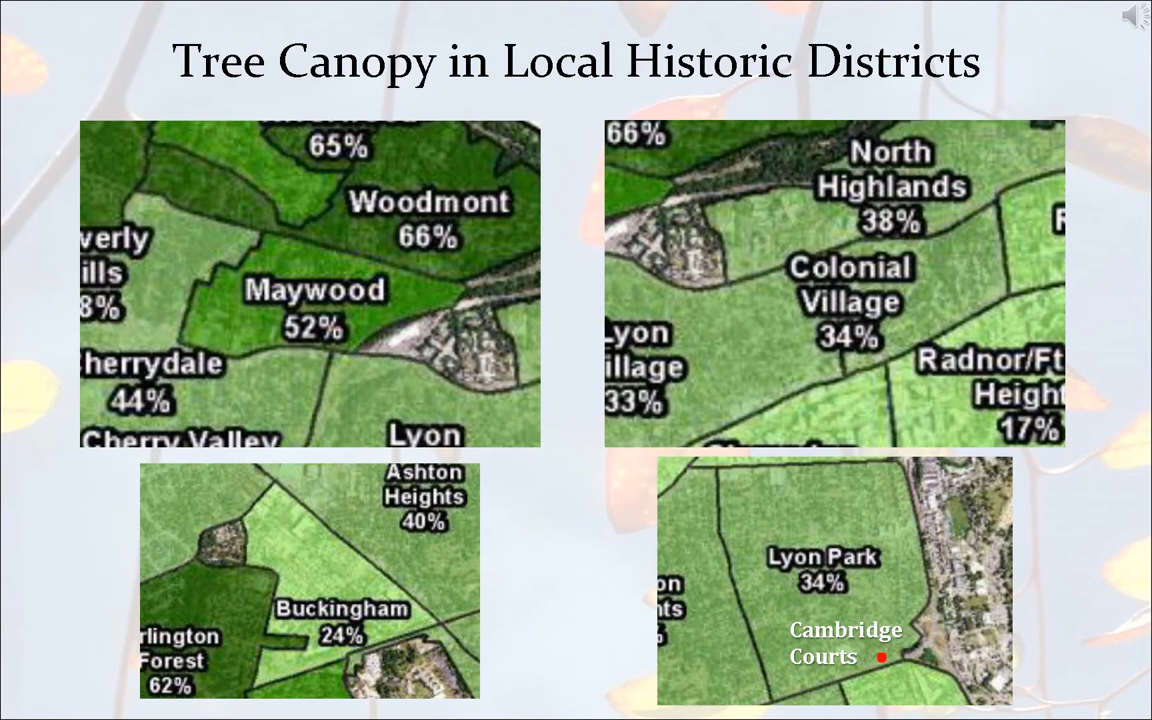 Tree Canopy in Local Historic Districts
65%
Woodmont
66%
verly
ills
8%
Maywood
52%
herrydale
44%
Cherry Valley
Lyon
66%
North
Highlands
38%
Colonial
Village
34%
Lyon
illage
33%
Radnor/Ft
Height
17%
Ashton
Heights
40%
Buckingham
24%
rlington
Forest
62%
Lyon Park
34%
on
hts
%
Cambridge
Courts